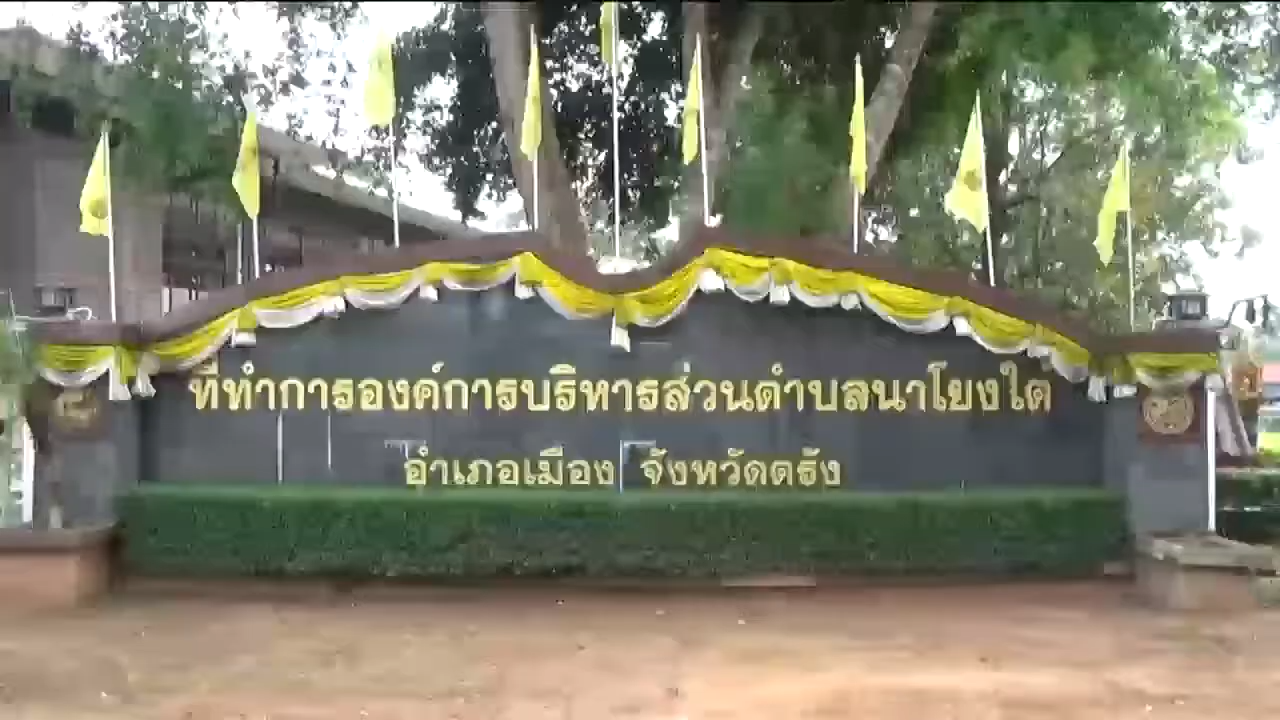 ที่ทำการองค์การบริหารส่วนตำบลนาโยงใต้
อำเภอเมือง จังหวัดตรัง